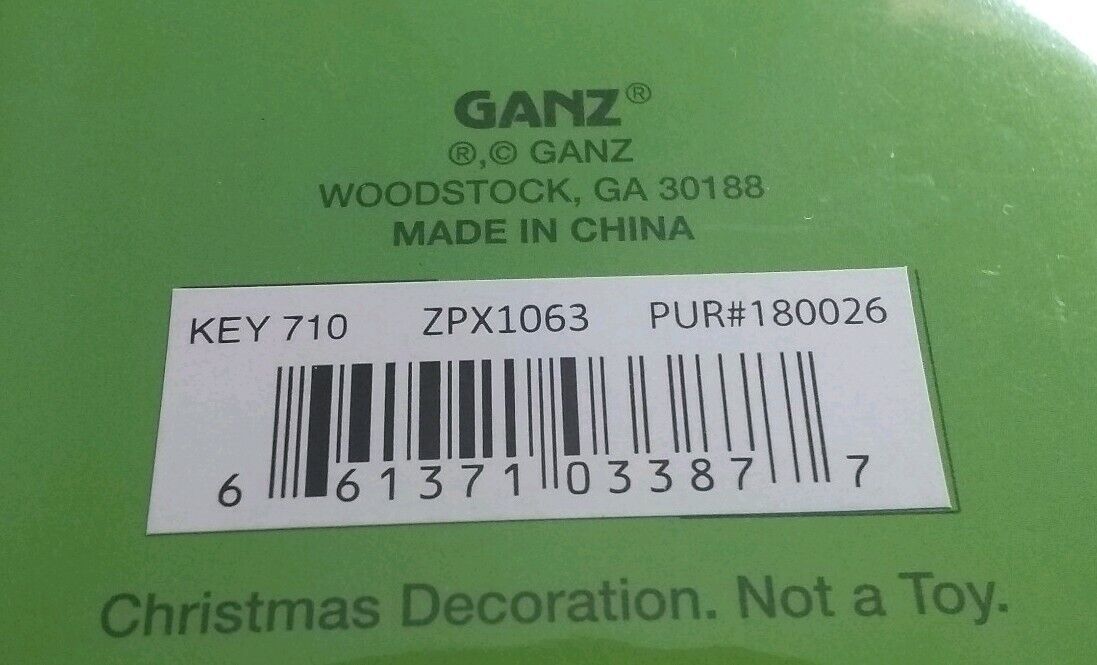 GANZ®
®,© GANZ
WOODSTOCK, GA 30188
MADE IN CHINA
KEY 710 ZPX1063 PUR#180026
6 61371 03387 7
Christmas Decoration. Not a Toy.